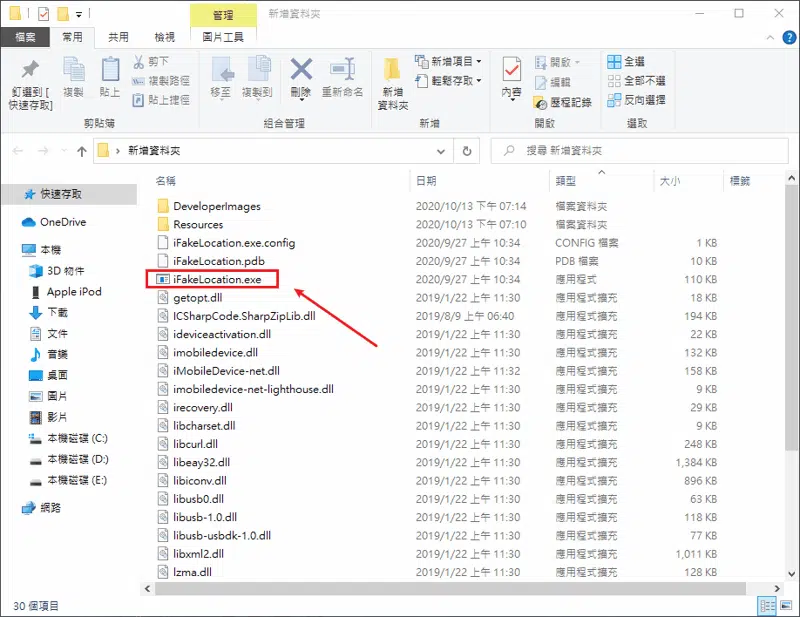 管理
新增資料夾
檔案 常用 共用 檢視 圖片工具
釘選到 [快速存取]
複製
貼上
剪下
複製路徑
貼上捷徑
移至
複製到
刪除
重新命名
新增資料夾
新增項目
輕鬆存取
內容
開啟
編輯
歷程記錄
全選
全部不選
反向選擇
剪貼簿 組合管理 新增 開啟 選取
新增資料夾
搜尋 新增資料夾
快速存取
OneDrive
本機
3D 物件
Apple iPod
下載
文件
音樂
桌面
圖片
影片
本機磁碟 (C:)
本機磁碟 (D:)
本機磁碟 (E:)
網路
名稱 日期 類型 大小 標籤
DeveloperImages 2020/10/13 下午 07:14 檔案資料夾
Resources 2020/10/13 下午 07:10 檔案資料夾
iFakeLocation.exe.config 2020/9/27 上午 10:34 CONFIG 檔案 1 KB
iFakeLocation.pdb 2020/9/27 上午 10:34 PDB 檔案 10 KB
iFakeLocation.exe 2020/9/27 上午 10:34 應用程式 110 KB
getopt.dll 2019/1/22 上午 11:30 應用程式擴充 18 KB
ICSharpCode.SharpZipLib.dll 2019/8/9 上午 06:40 應用程式擴充 194 KB
ideviceactivation.dll 2019/1/22 上午 11:30 應用程式擴充 22 KB
imobiledevice.dll 2019/1/22 上午 11:30 應用程式擴充 132 KB
iMobileDevice-net.dll 2019/1/22 上午 11:32 應用程式擴充 158 KB
imobiledevice-net-lighthouse.dll 2019/1/22 上午 11:30 應用程式擴充 9 KB
irecovery.dll 2019/1/22 上午 11:30 應用程式擴充 29 KB
libcharset.dll 2019/1/22 上午 11:30 應用程式擴充 9 KB
libcurl.dll 2019/1/22 上午 11:30 應用程式擴充 248 KB
libeay32.dll 2019/1/22 上午 11:30 應用程式擴充 1,384 KB
libiconv.dll 2019/1/22 上午 11:30 應用程式擴充 896 KB
libusb0.dll 2019/1/22 上午 11:30 應用程式擴充 63 KB
libusb-1.0.dll 2019/1/22 上午 11:30 應用程式擴充 118 KB
libusb-usbdk-1.0.dll 2019/1/22 上午 11:30 應用程式擴充 77 KB
libxml2.dll 2019/1/22 上午 11:30 應用程式擴充 1,011 KB
lzma.dll 2019/1/22 上午 11:30 應用程式擴充 128 KB
30 個項目